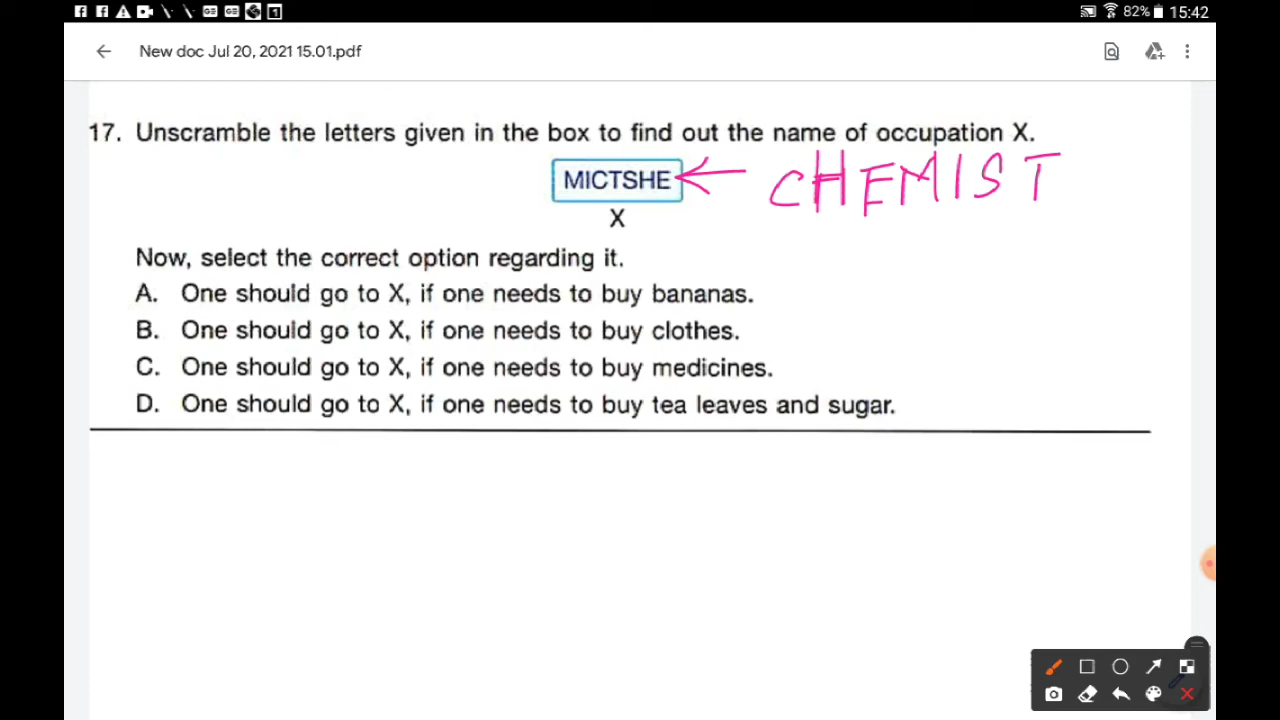 82% 15:42
New doc Jul 20, 2021 15.01.pdf
17. Unscramble the letters given in the box to find out the name of occupation X.
MICTSHE CHEMIST
X
Now, select the correct option regarding it.
A. One should go to X, if one needs to buy bananas.
B. One should go to X, if one needs to buy clothes.
C. One should go to X, if one needs to buy medicines.
D. One should go to X, if one needs to buy tea leaves and sugar.